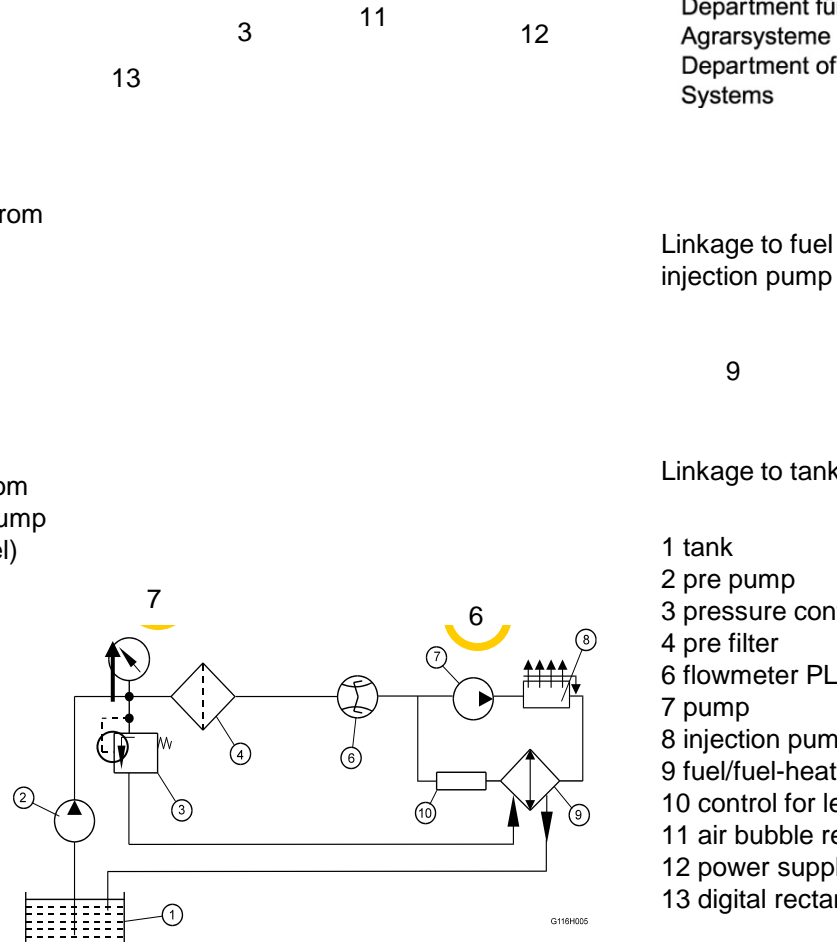 Department für
Agrarsysteme
Department of
Systems
3
11
12
13
rom
Linkage to fuel
injection pump
9
Linkage to tank
om
ump
el)
1 tank
2 pre pump
3 pressure con
4 pre filter
6 flowmeter PL
7 pump
8 injection pum
9 fuel/fuel-heat
10 control for le
11 air bubble re
12 power suppl
13 digital rectan
7
6
8
7
4
6
2
3
10
9
1
G116H005